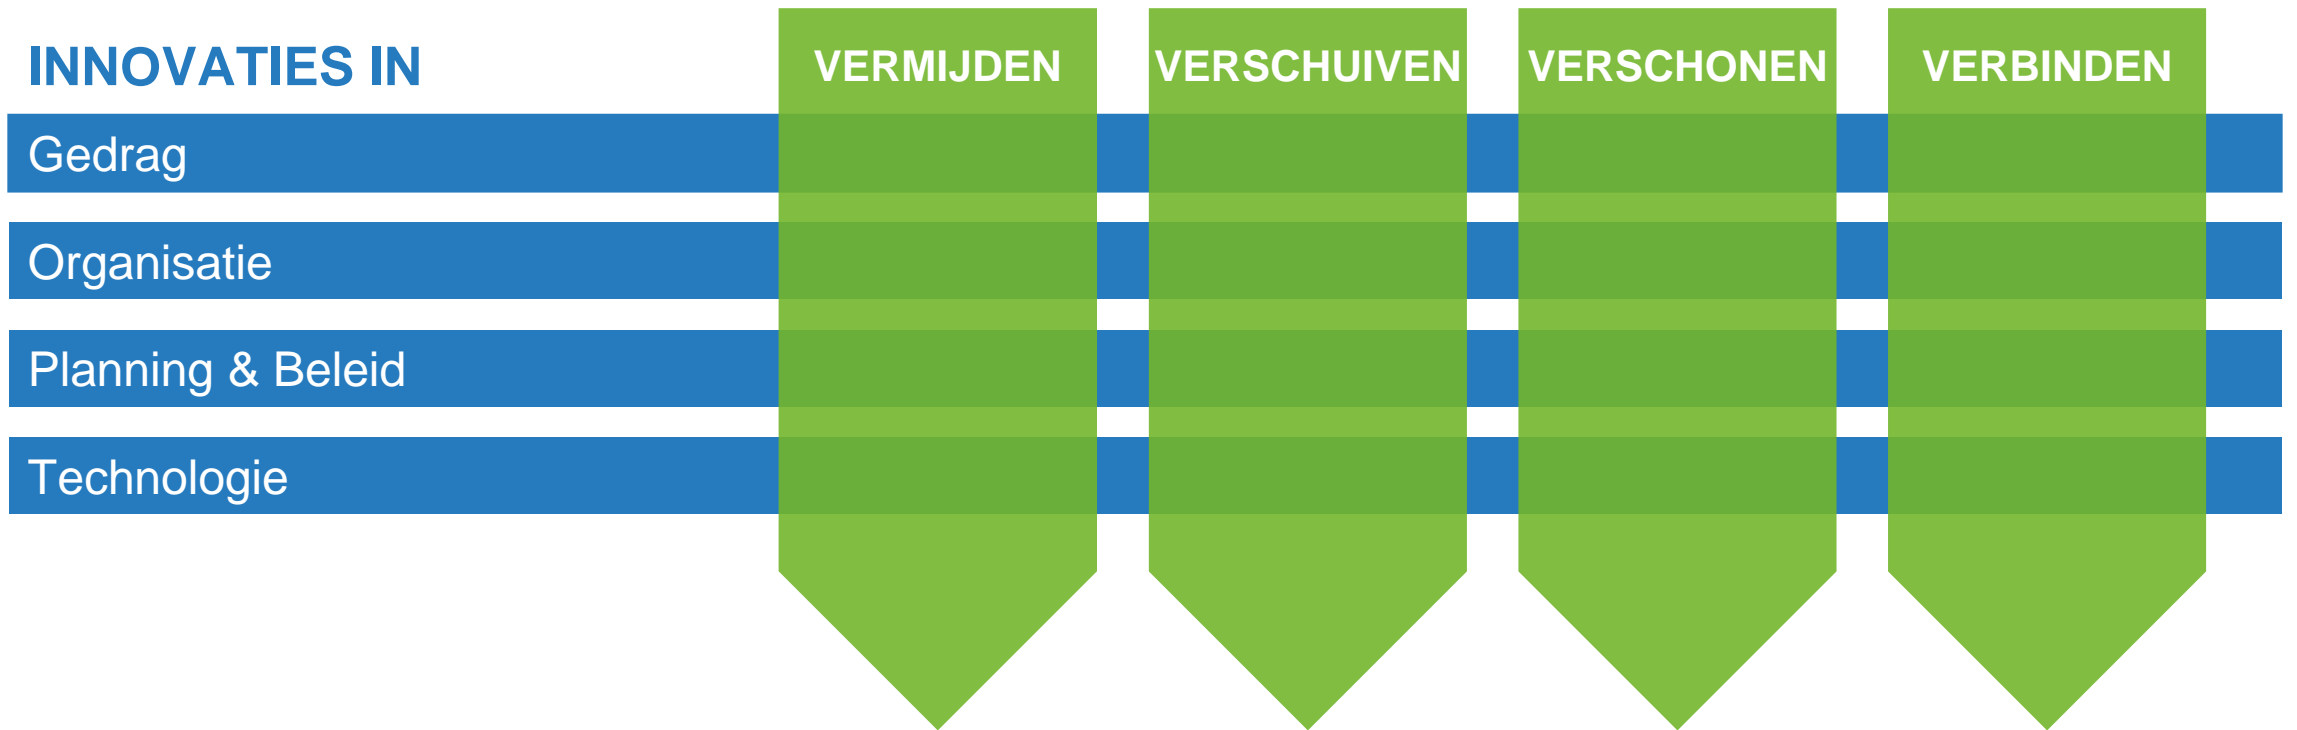 INNOVATIES IN
VERMIJDEN
VERSCHUIVEN
VERSCHONEN
VERBINDEN
Gedrag
Organisatie
Planning & Beleid
Technologie